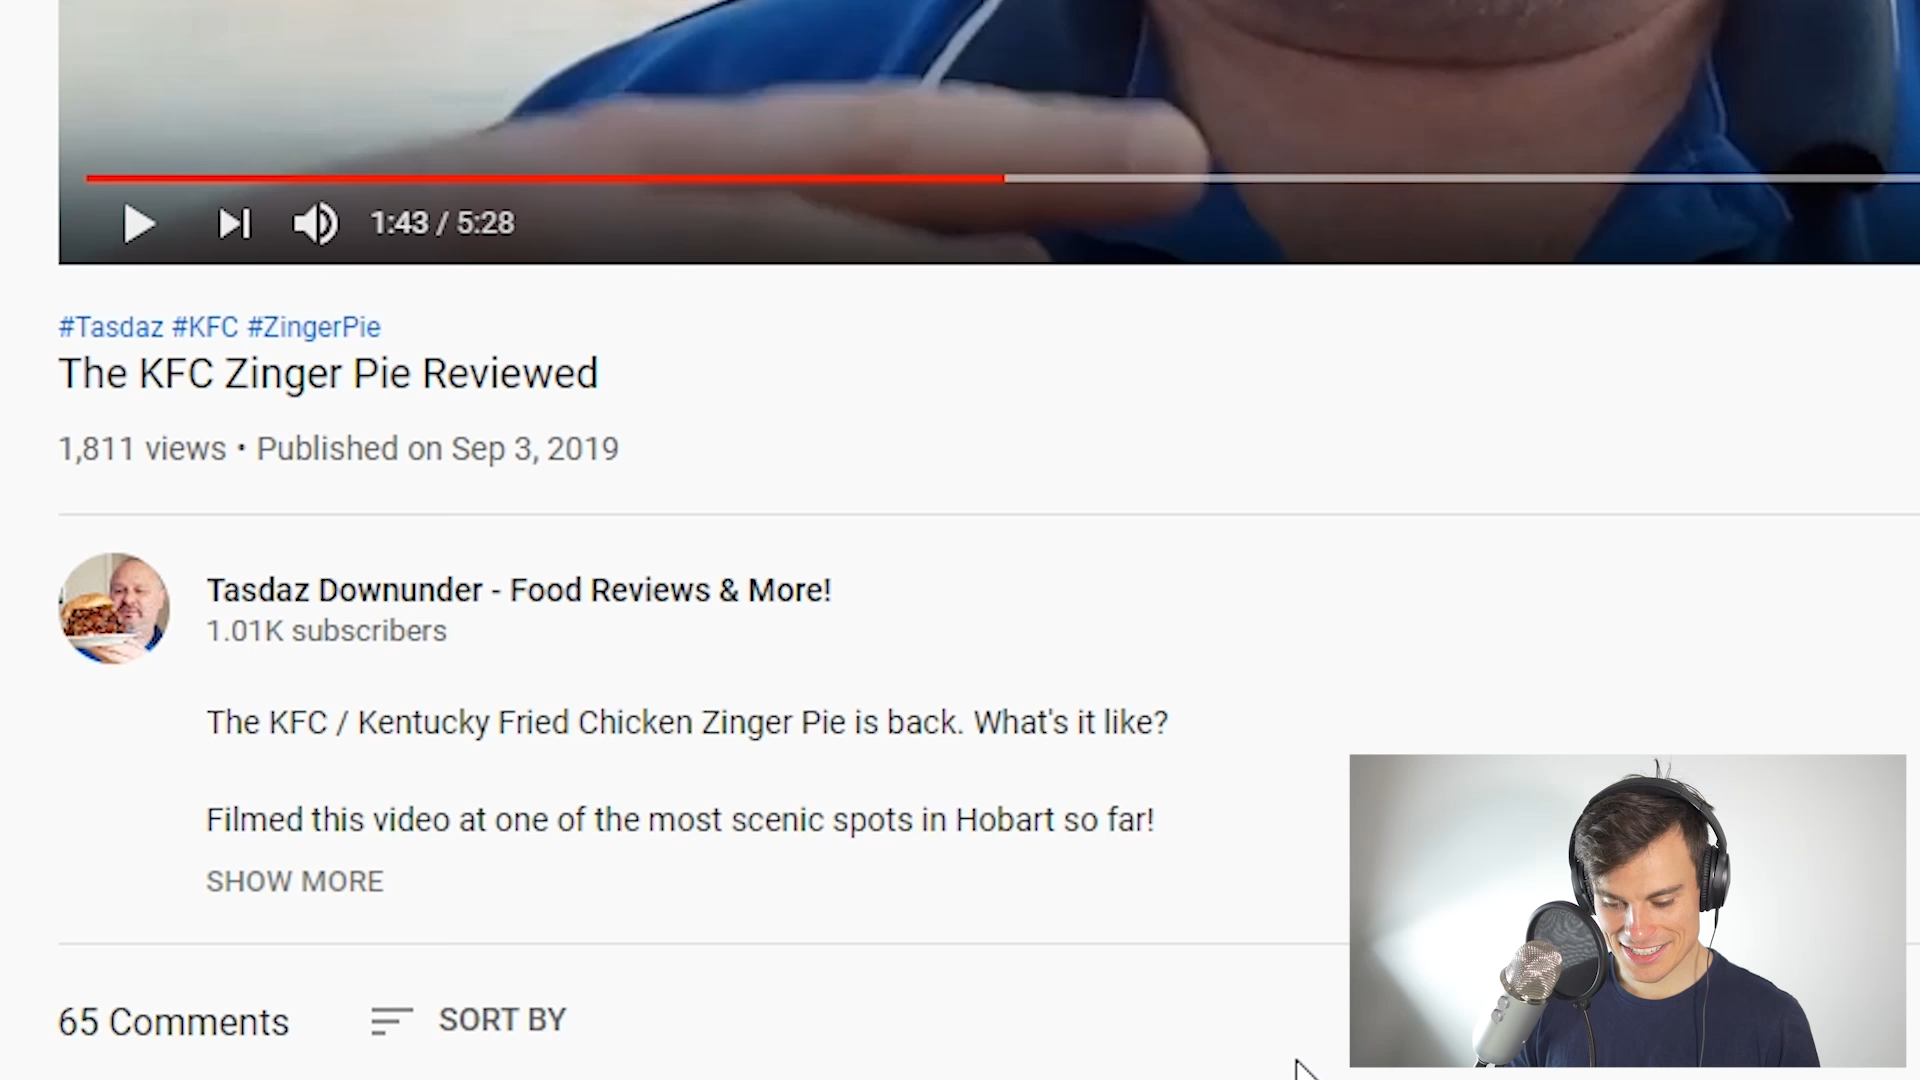 1:43 / 5:28
#Tasdaz #KFC #ZingerPie
The KFC Zinger Pie Reviewed
1,811 views • Published on Sep 3, 2019
Tasdaz Downunder - Food Reviews & More!
1.01K subscribers
The KFC / Kentucky Fried Chicken Zinger Pie is back. What's it like?
Filmed this video at one of the most scenic spots in Hobart so far!
SHOW MORE
65 Comments SORT BY